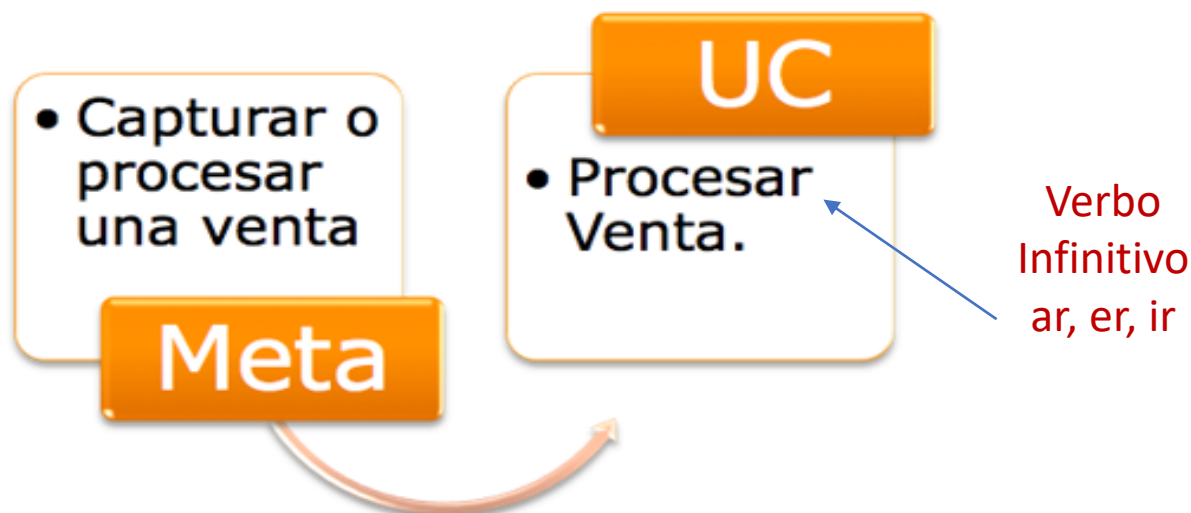 • Capturar o
procesar
una venta
Meta
UC
• Procesar
Venta.
Verbo
Infinitivo
ar, er, ir